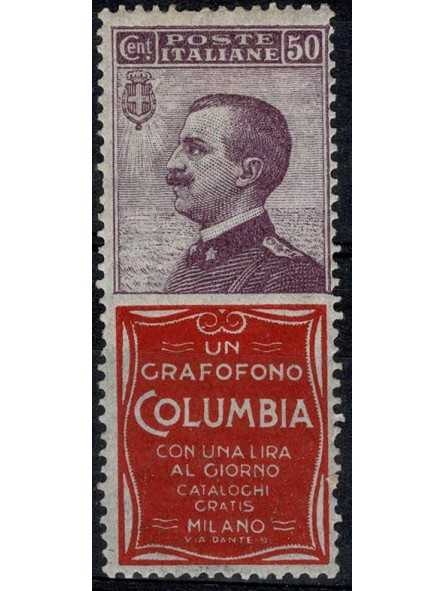 Cent. POSTE ITALIANE 50
UN
GRAFOFONO
COLUMBIA
CON UNA LIRA
AL GIORNO
CATALOGHI
GRATIS
MILANO
VIA DANTE